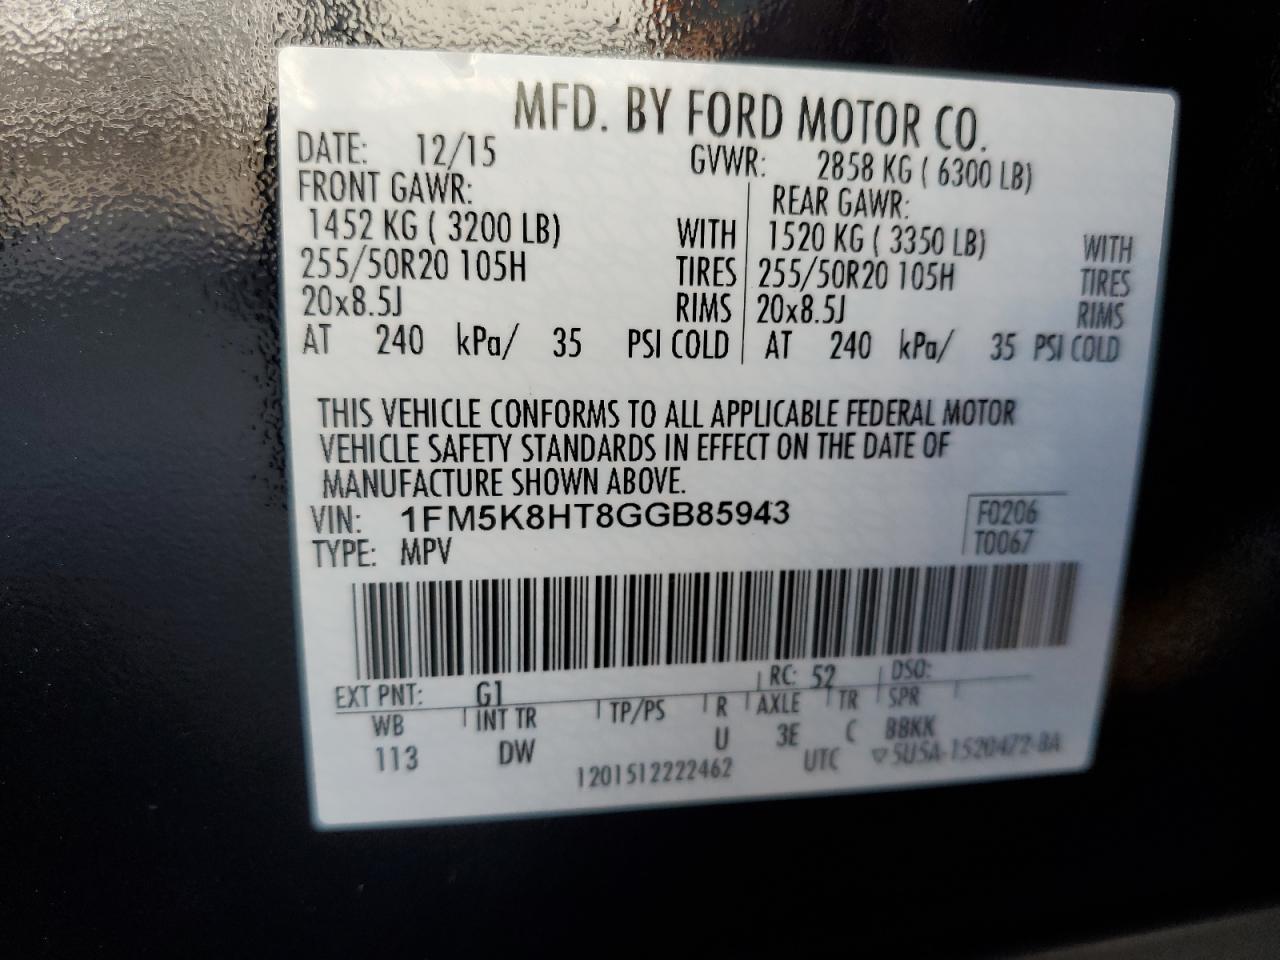 MFD. BY FORD MOTOR CO.
DATE: 12/15 GVWR: 2858 KG ( 6300 LB)
FRONT GAWR: REAR GAWR:
1452 KG ( 3200 LB) WITH 1520 KG ( 3350 LB) WITH
255/50R20 105H TIRES 255/50R20 105H TIRES
20x8.5J RIMS 20x8.5J RIMS
AT 240 kPa/ 35 PSI COLD AT 240 kPa/ 35 PSI COLD
THIS VEHICLE CONFORMS TO ALL APPLICABLE FEDERAL MOTOR
VEHICLE SAFETY STANDARDS IN EFFECT ON THE DATE OF
MANUFACTURE SHOWN ABOVE.
VIN: 1FM5K8HT8GGB85943 F0206
TYPE: MPV T0067
EXT PNT: G1 RC: 52 DSO:
WB INT TR TP/PS R AXLE TR SPR
113 DW U 3E C BBKK
1201512222462 UTC ▽5U5A-1520472-BA